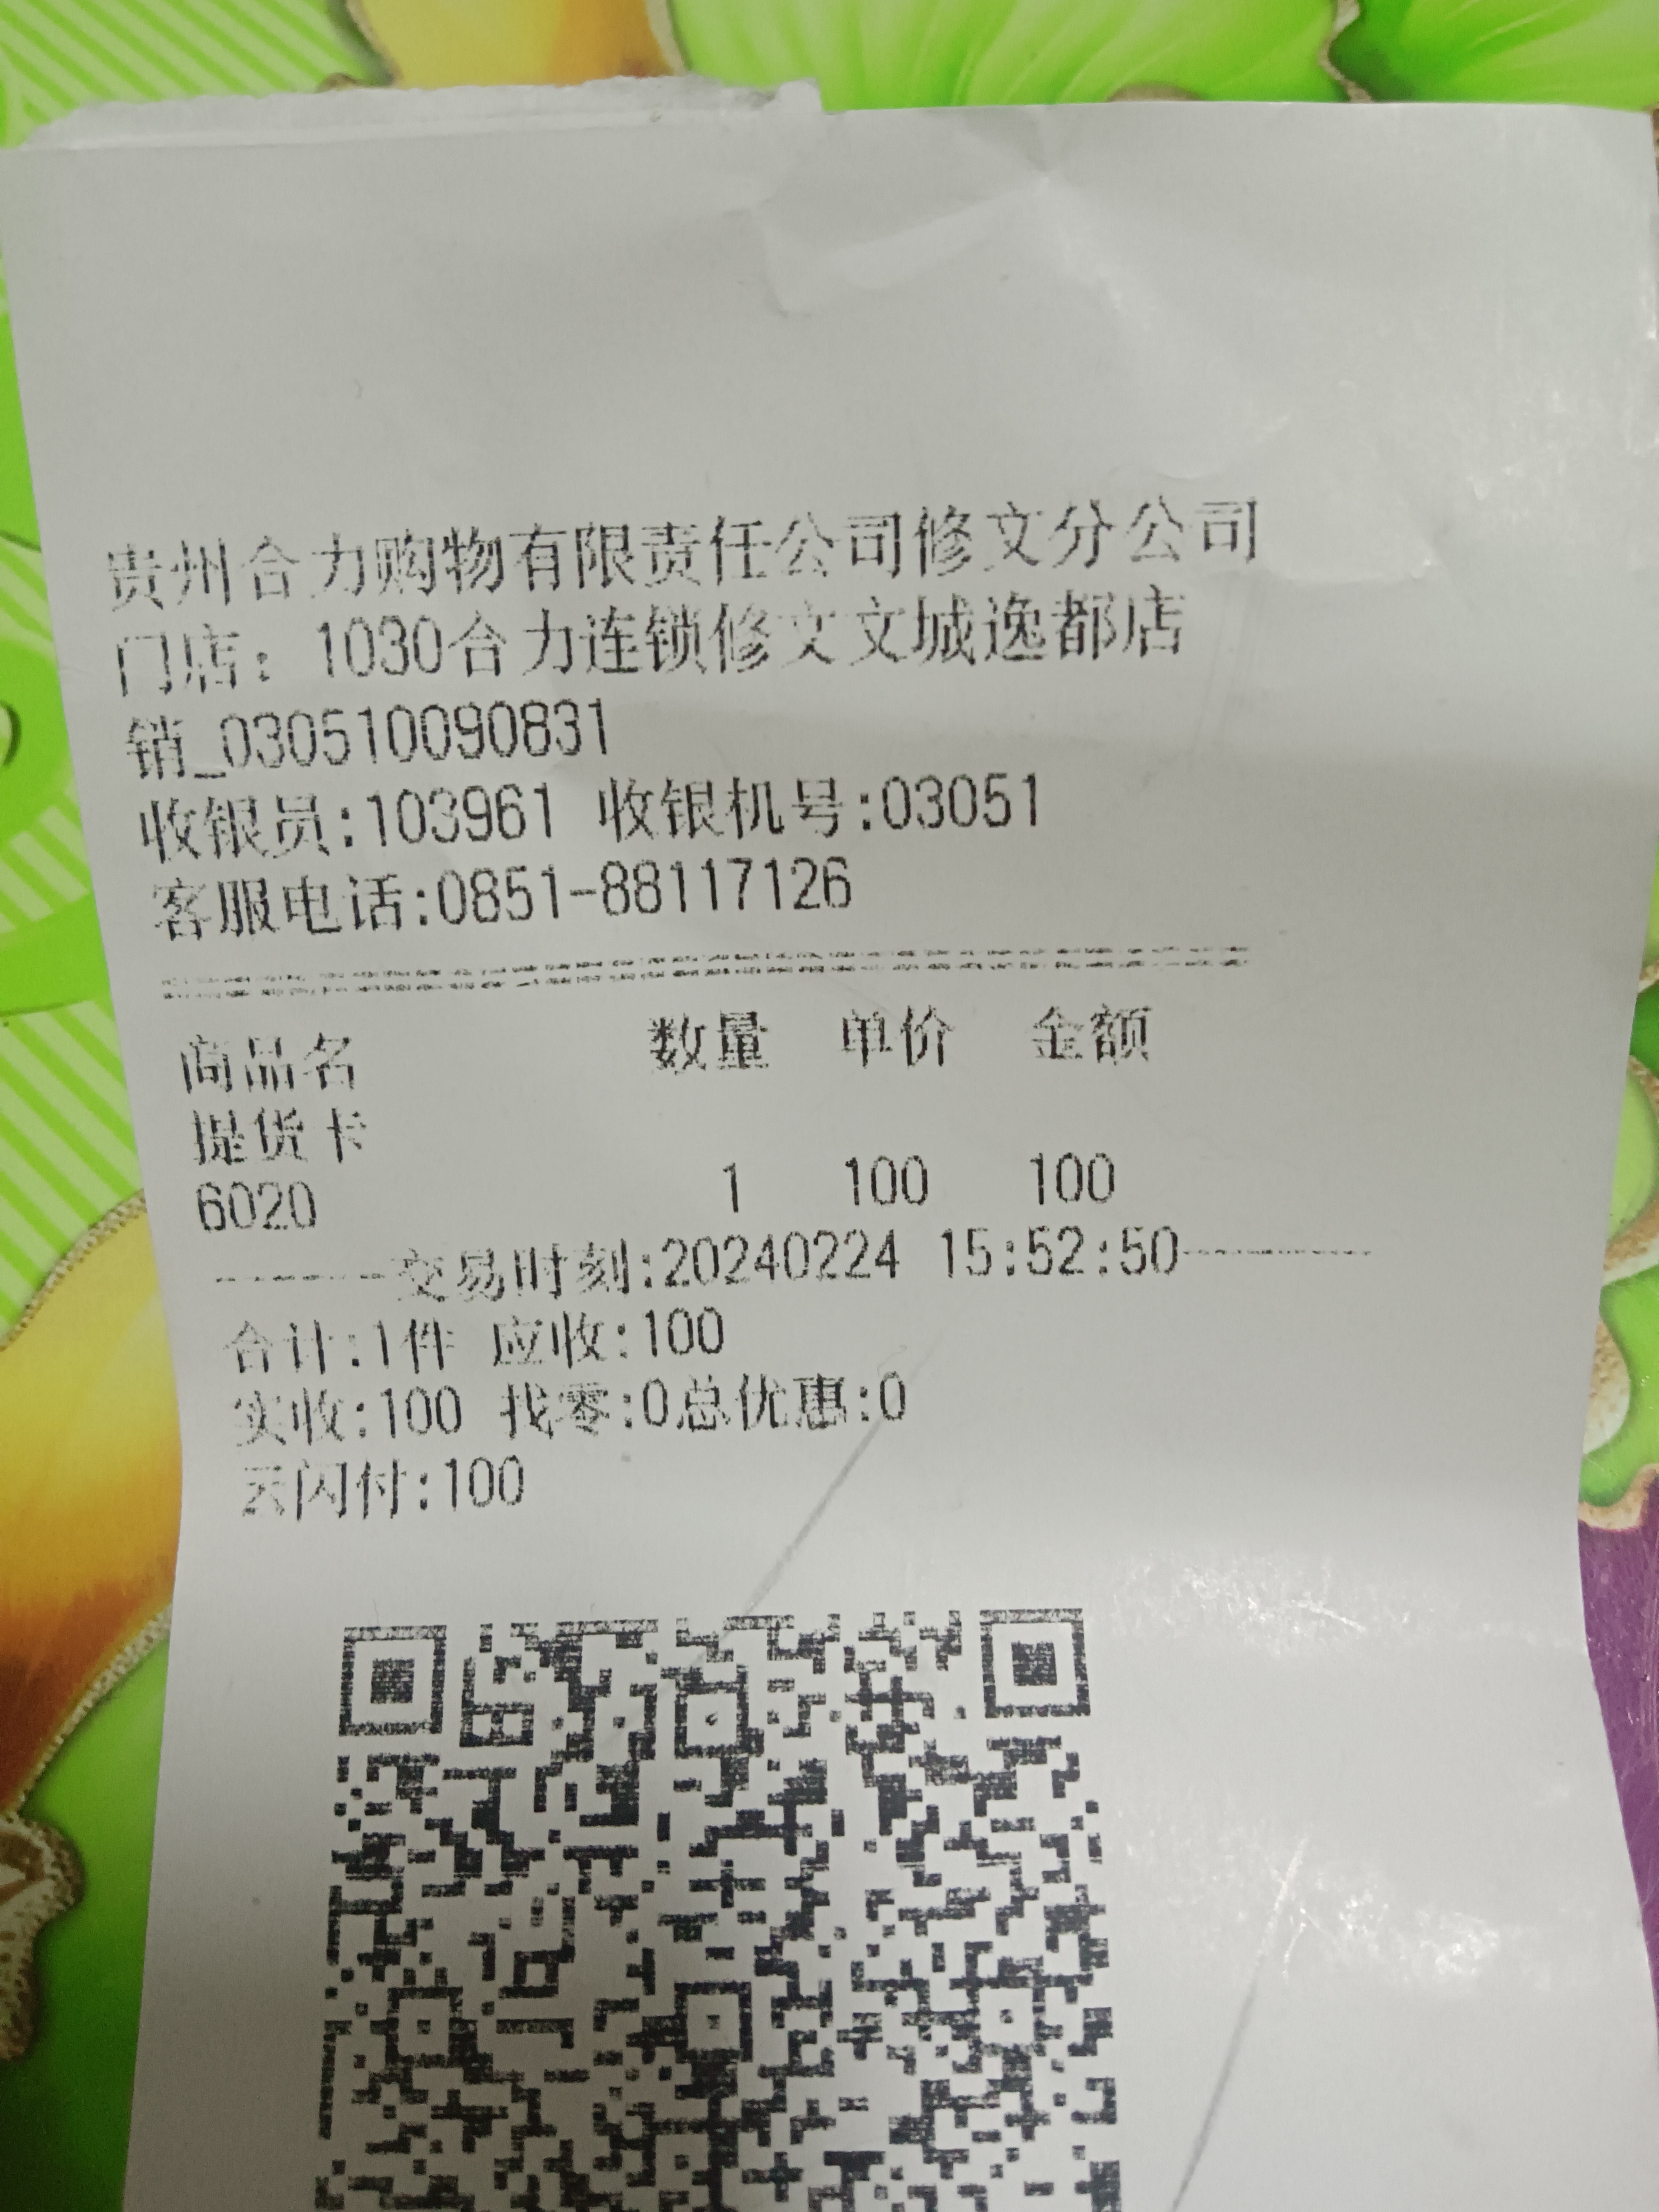 贵州合力购物有限责任公司修文分公司
门店：1030合力连锁修文文城逸都店
销_030510090831
收银员:103961 收银机号:03051
客服电话:0851-88117126
商品名 数量 单价 金额
提货卡
6020 1 100 100
--------交易时刻:20240224 15:52:50--------
合计:1件 应收:100
实收:100 找零:0总优惠:0
云闪付:100